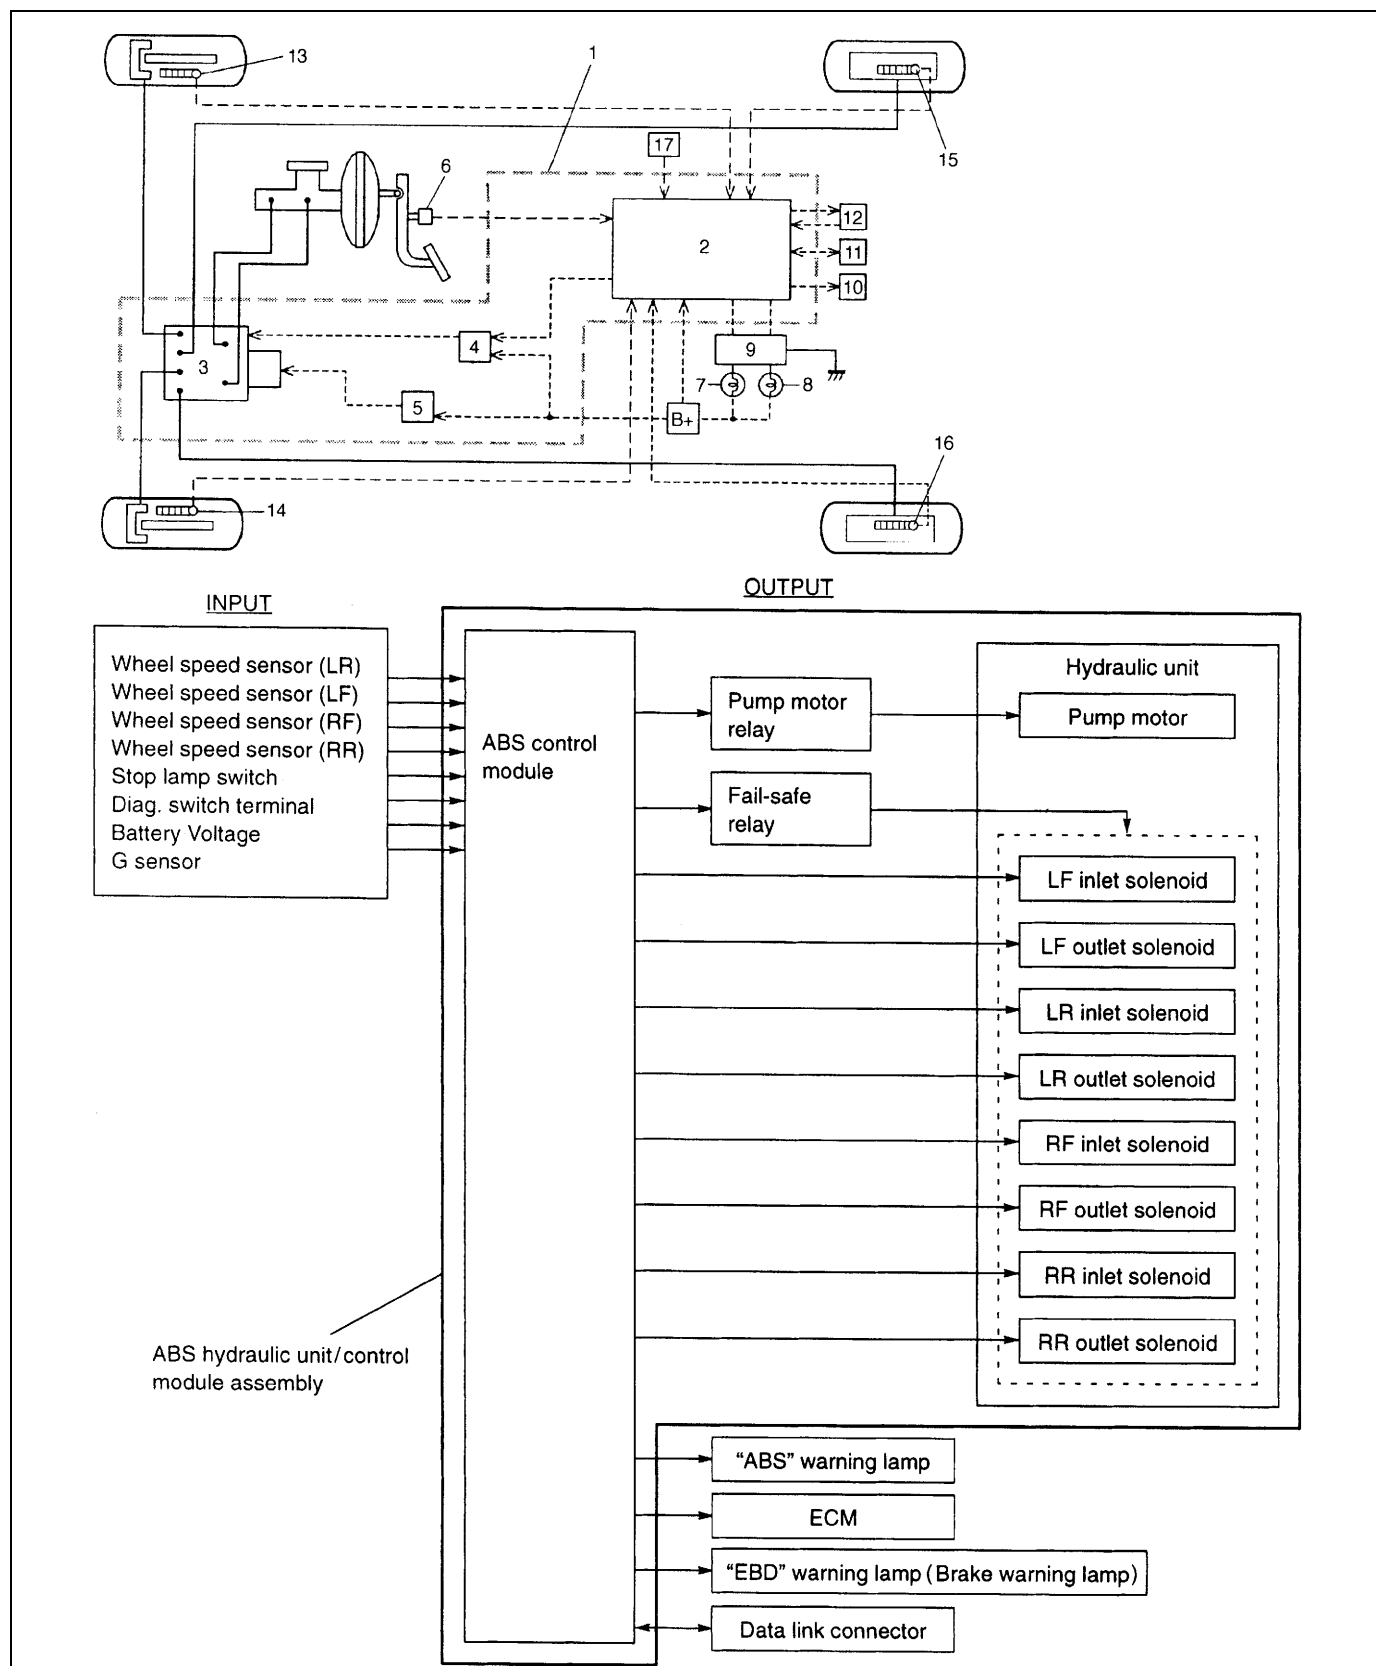 13
1
15
17
6
12
2
11
10
4
9
3
7
8
5
B+
16
14
INPUT
OUTPUT
Wheel speed sensor (LR)
Wheel speed sensor (LF)
Wheel speed sensor (RF)
Wheel speed sensor (RR)
Stop lamp switch
Diag. switch terminal
Battery Voltage
G sensor
ABS control
module
Pump motor
relay
Fail-safe
relay
Hydraulic unit
Pump motor
LF inlet solenoid
LF outlet solenoid
LR inlet solenoid
LR outlet solenoid
RF inlet solenoid
RF outlet solenoid
RR inlet solenoid
RR outlet solenoid
ABS hydraulic unit/control
module assembly
“ABS” warning lamp
ECM
“EBD” warning lamp (Brake warning lamp)
Data link connector